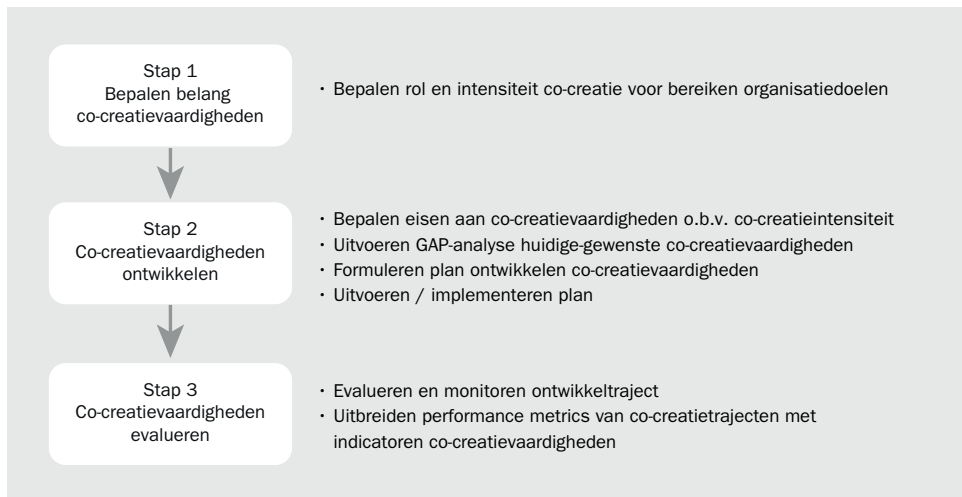 Stap 1
Bepalen belang
co-creatievaardigheden
· Bepalen rol en intensiteit co-creatie voor bereiken organisatiedoelen
Stap 2
Co-creatievaardigheden
ontwikkelen
· Bepalen eisen aan co-creatievaardigheden o.b.v. co-creatieintensiteit
· Uitvoeren GAP-analyse huidige-gewenste co-creatievaardigheden
· Formuleren plan ontwikkelen co-creatievaardigheden
· Uitvoeren / implementeren plan
Stap 3
Co-creatievaardigheden
evalueren
· Evalueren en monitoren ontwikkeltraject
· Uitbreiden performance metrics van co-creatietrajecten met
indicatoren co-creatievaardigheden